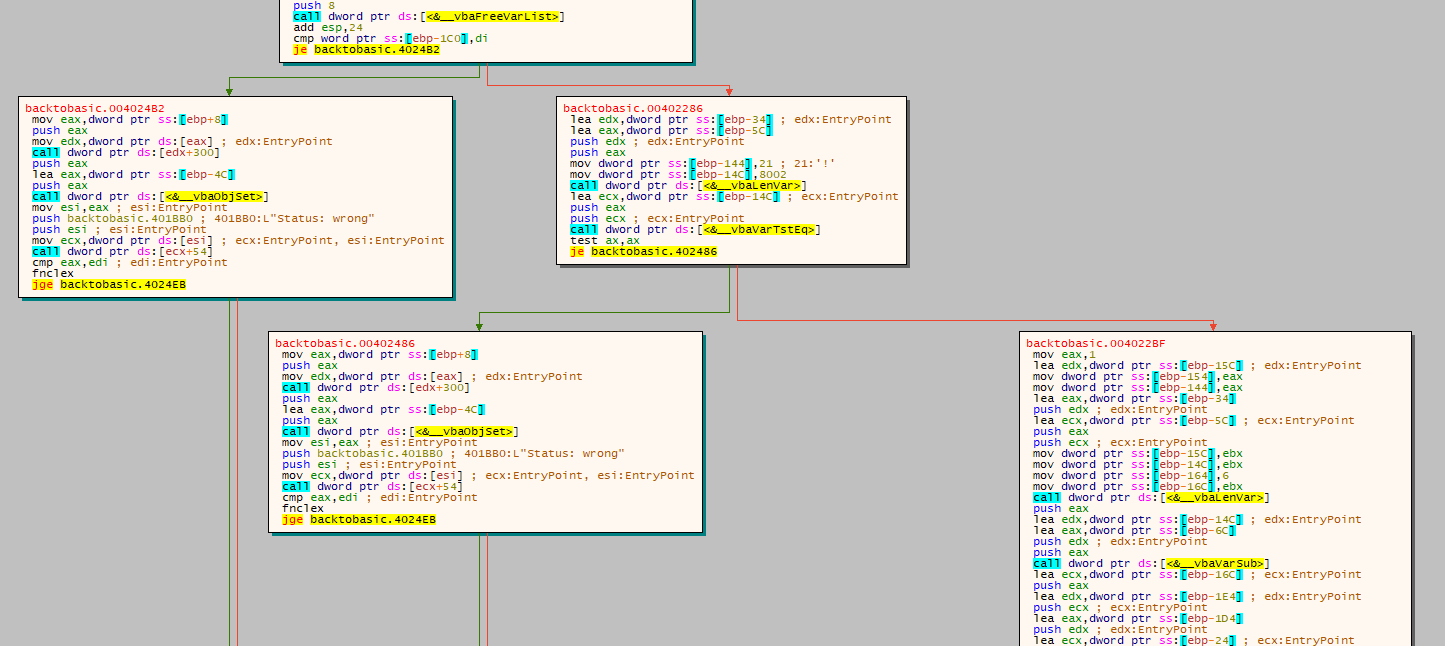 push 8
call dword ptr ds:[<&__vbaFreeVarList>]
add esp,24
cmp word ptr ss:[ebp-1C0],di
je backtobasic.4024B2
backtobasic.004024B2
mov eax,dword ptr ss:[ebp+8]
push eax
mov edx,dword ptr ds:[eax] ; edx:EntryPoint
call dword ptr ds:[edx+300]
push eax
lea eax,dword ptr ss:[ebp-4C]
push eax
call dword ptr ds:[<&__vbaObjSet>]
mov esi,eax ; esi:EntryPoint
push backtobasic.401BB0 ; 401BB0:L"Status: wrong"
push esi ; esi:EntryPoint
mov ecx,dword ptr ds:[esi] ; ecx:EntryPoint, esi:EntryPoint
call dword ptr ds:[ecx+54]
cmp eax,edi ; edi:EntryPoint
fnclex
jge backtobasic.4024EB
backtobasic.00402286
lea edx,dword ptr ss:[ebp-34] ; edx:EntryPoint
lea eax,dword ptr ss:[ebp-5C]
push edx ; edx:EntryPoint
push eax
mov dword ptr ss:[ebp-144],21 ; 21:'!'
mov dword ptr ss:[ebp-14C],8002
call dword ptr ds:[<&__vbaLenVar>]
lea ecx,dword ptr ss:[ebp-14C] ; ecx:EntryPoint
push eax
push ecx ; ecx:EntryPoint
call dword ptr ds:[<&__vbaVarTstEq>]
test ax,ax
je backtobasic.402486
backtobasic.00402486
mov eax,dword ptr ss:[ebp+8]
push eax
mov edx,dword ptr ds:[eax] ; edx:EntryPoint
call dword ptr ds:[edx+300]
push eax
lea eax,dword ptr ss:[ebp-4C]
push eax
call dword ptr ds:[<&__vbaObjSet>]
mov esi,eax ; esi:EntryPoint
push backtobasic.401BB0 ; 401BB0:L"Status: wrong"
push esi ; esi:EntryPoint
mov ecx,dword ptr ds:[esi] ; ecx:EntryPoint, esi:EntryPoint
call dword ptr ds:[ecx+54]
cmp eax,edi ; edi:EntryPoint
fnclex
jge backtobasic.4024EB
backtobasic.004022BF
mov eax,1
lea edx,dword ptr ss:[ebp-15C] ; edx:EntryPoint
mov dword ptr ss:[ebp-154],eax
mov dword ptr ss:[ebp-144],eax
lea eax,dword ptr ss:[ebp-34]
push edx ; edx:EntryPoint
lea ecx,dword ptr ss:[ebp-5C] ; ecx:EntryPoint
push eax
push ecx ; ecx:EntryPoint
mov dword ptr ss:[ebp-15C],ebx
mov dword ptr ss:[ebp-14C],ebx
mov dword ptr ss:[ebp-164],6
mov dword ptr ss:[ebp-16C],ebx
call dword ptr ds:[<&__vbaLenVar>]
push eax
lea edx,dword ptr ss:[ebp-14C] ; edx:EntryPoint
lea eax,dword ptr ss:[ebp-6C]
push edx ; edx:EntryPoint
push eax
call dword ptr ds:[<&__vbaVarSub>]
lea ecx,dword ptr ss:[ebp-16C] ; ecx:EntryPoint
push eax
lea edx,dword ptr ss:[ebp-1E4] ; edx:EntryPoint
push ecx ; ecx:EntryPoint
lea eax,dword ptr ss:[ebp-1D4]
push edx ; edx:EntryPoint
lea ecx,dword ptr ss:[ebp-24] ; ecx:EntryPoint